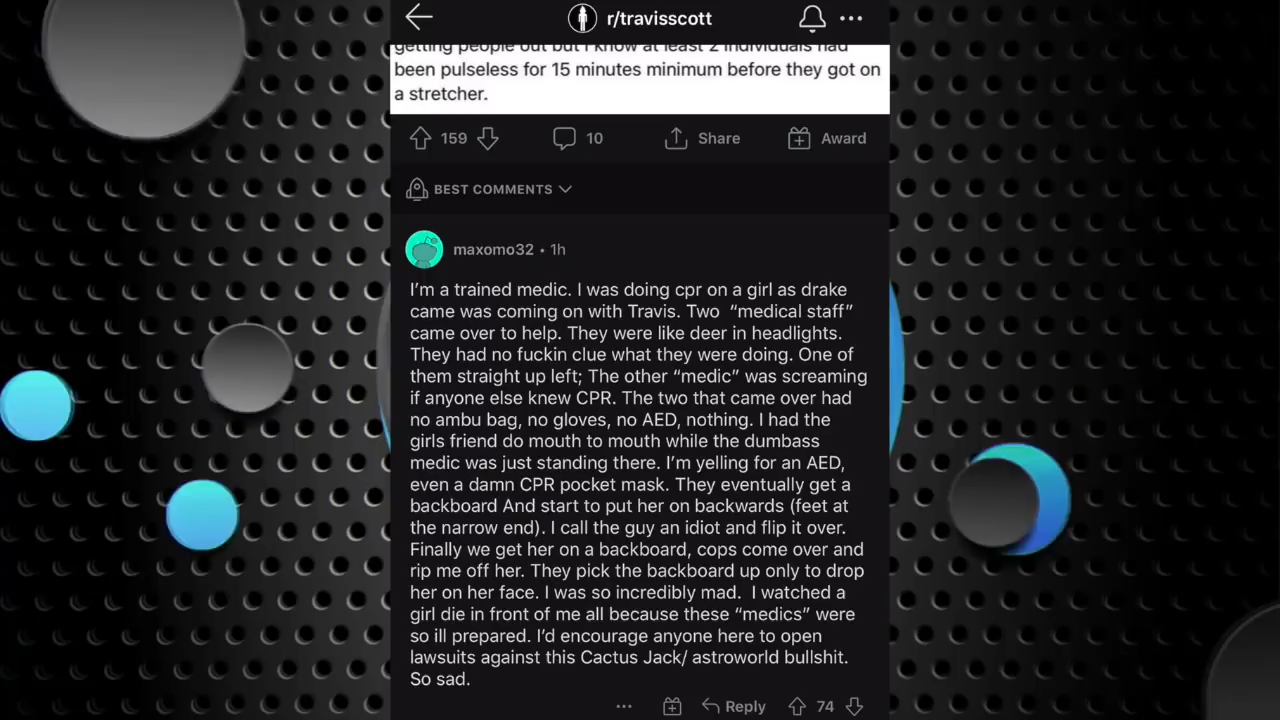 r/travisscott
getting people out but I know at least 2 individuals had
been pulseless for 15 minutes minimum before they got on
a stretcher.
159 10 Share Award
BEST COMMENTS
maxomo32 • 1h
I’m a trained medic. I was doing cpr on a girl as drake
came was coming on with Travis. Two “medical staff”
came over to help. They were like deer in headlights.
They had no fuckin clue what they were doing. One of
them straight up left; The other “medic” was screaming
if anyone else knew CPR. The two that came over had
no ambu bag, no gloves, no AED, nothing. I had the
girls friend do mouth to mouth while the dumbass
medic was just standing there. I’m yelling for an AED,
even a damn CPR pocket mask. They eventually get a
backboard And start to put her on backwards (feet at
the narrow end). I call the guy an idiot and flip it over.
Finally we get her on a backboard, cops come over and
rip me off her. They pick the backboard up only to drop
her on her face. I was so incredibly mad. I watched a
girl die in front of me all because these “medics” were
so ill prepared. I’d encourage anyone here to open
lawsuits against this Cactus Jack/ astroworld bullshit.
So sad.
Reply 74